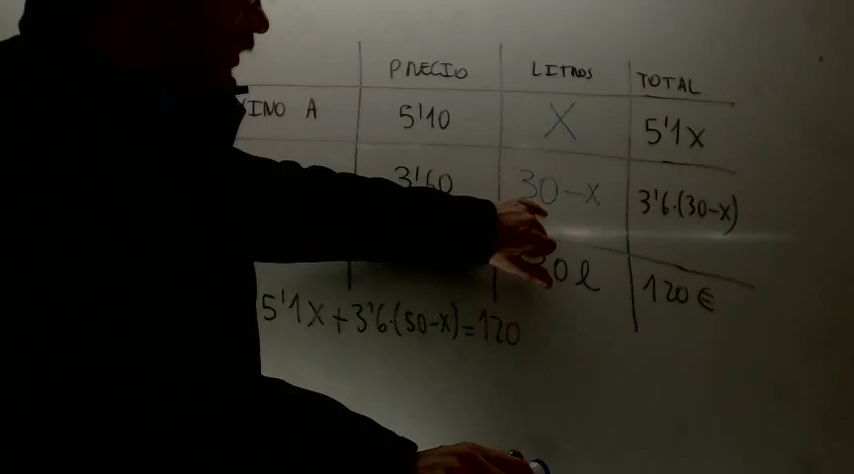 PRECIO LITROS TOTAL
VINO A 5'10 X 5'1x
3'60 30-x 3'6·(30-x)
30 l 120 €
5'1x+3'6·(50-x)=120